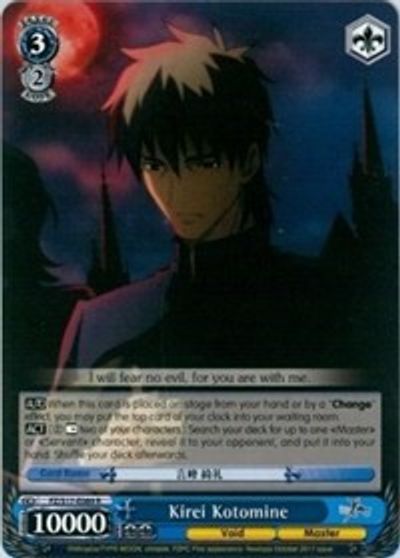 3
2
I will fear no evil, for you are with me.
AUTO When this card is placed on stage from your hand or by a "Change"
effect, you may put the top card of your clock into your waiting room.
ACT two of your characters: Search your deck for up to one «Master»
or «Servant» character, reveal it to your opponent, and put it into your
hand. Shuffle your deck afterwards.
Card Name
言峰 綺礼
10000
Kirei Kotomine
Void
Master